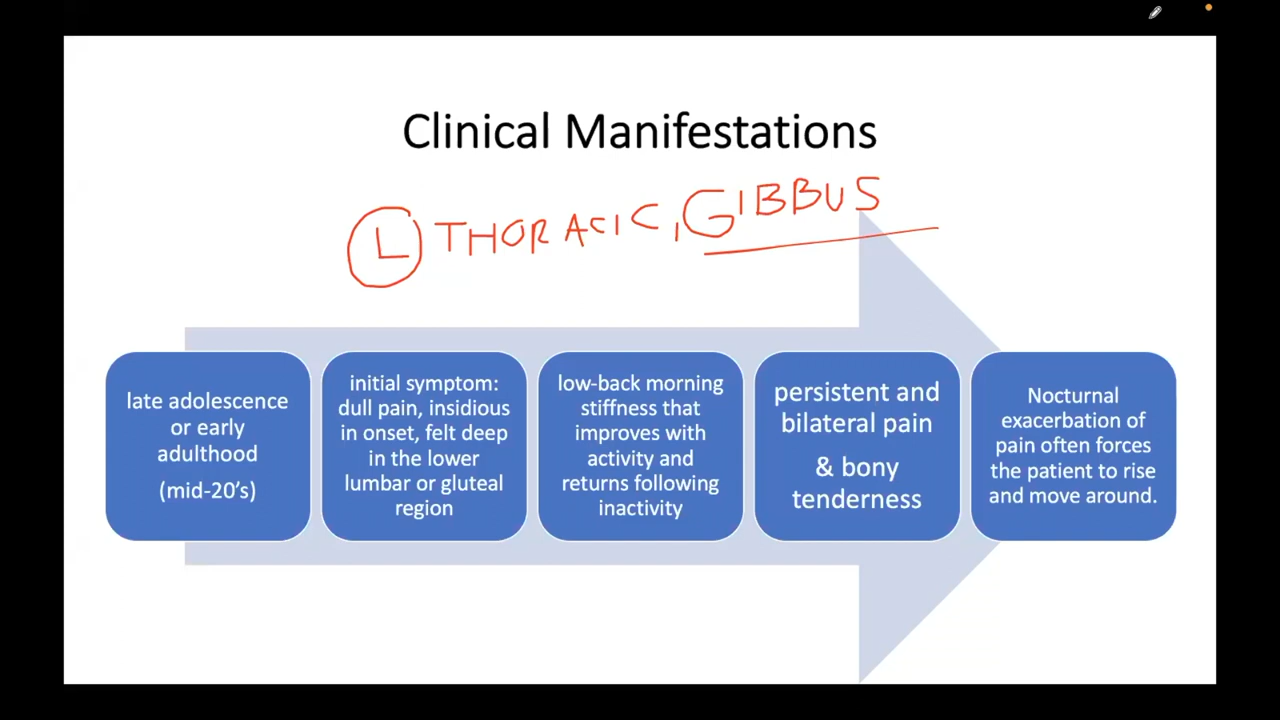 Clinical Manifestations
L THORACIC, GIBBUS
late adolescence
or early
adulthood
(mid-20's)
initial symptom:
dull pain, insidious
in onset, felt deep
in the lower
lumbar or gluteal
region
low-back morning
stiffness that
improves with
activity and
returns following
inactivity
persistent and
bilateral pain
& bony
tenderness
Nocturnal
exacerbation of
pain often forces
the patient to rise
and move around.